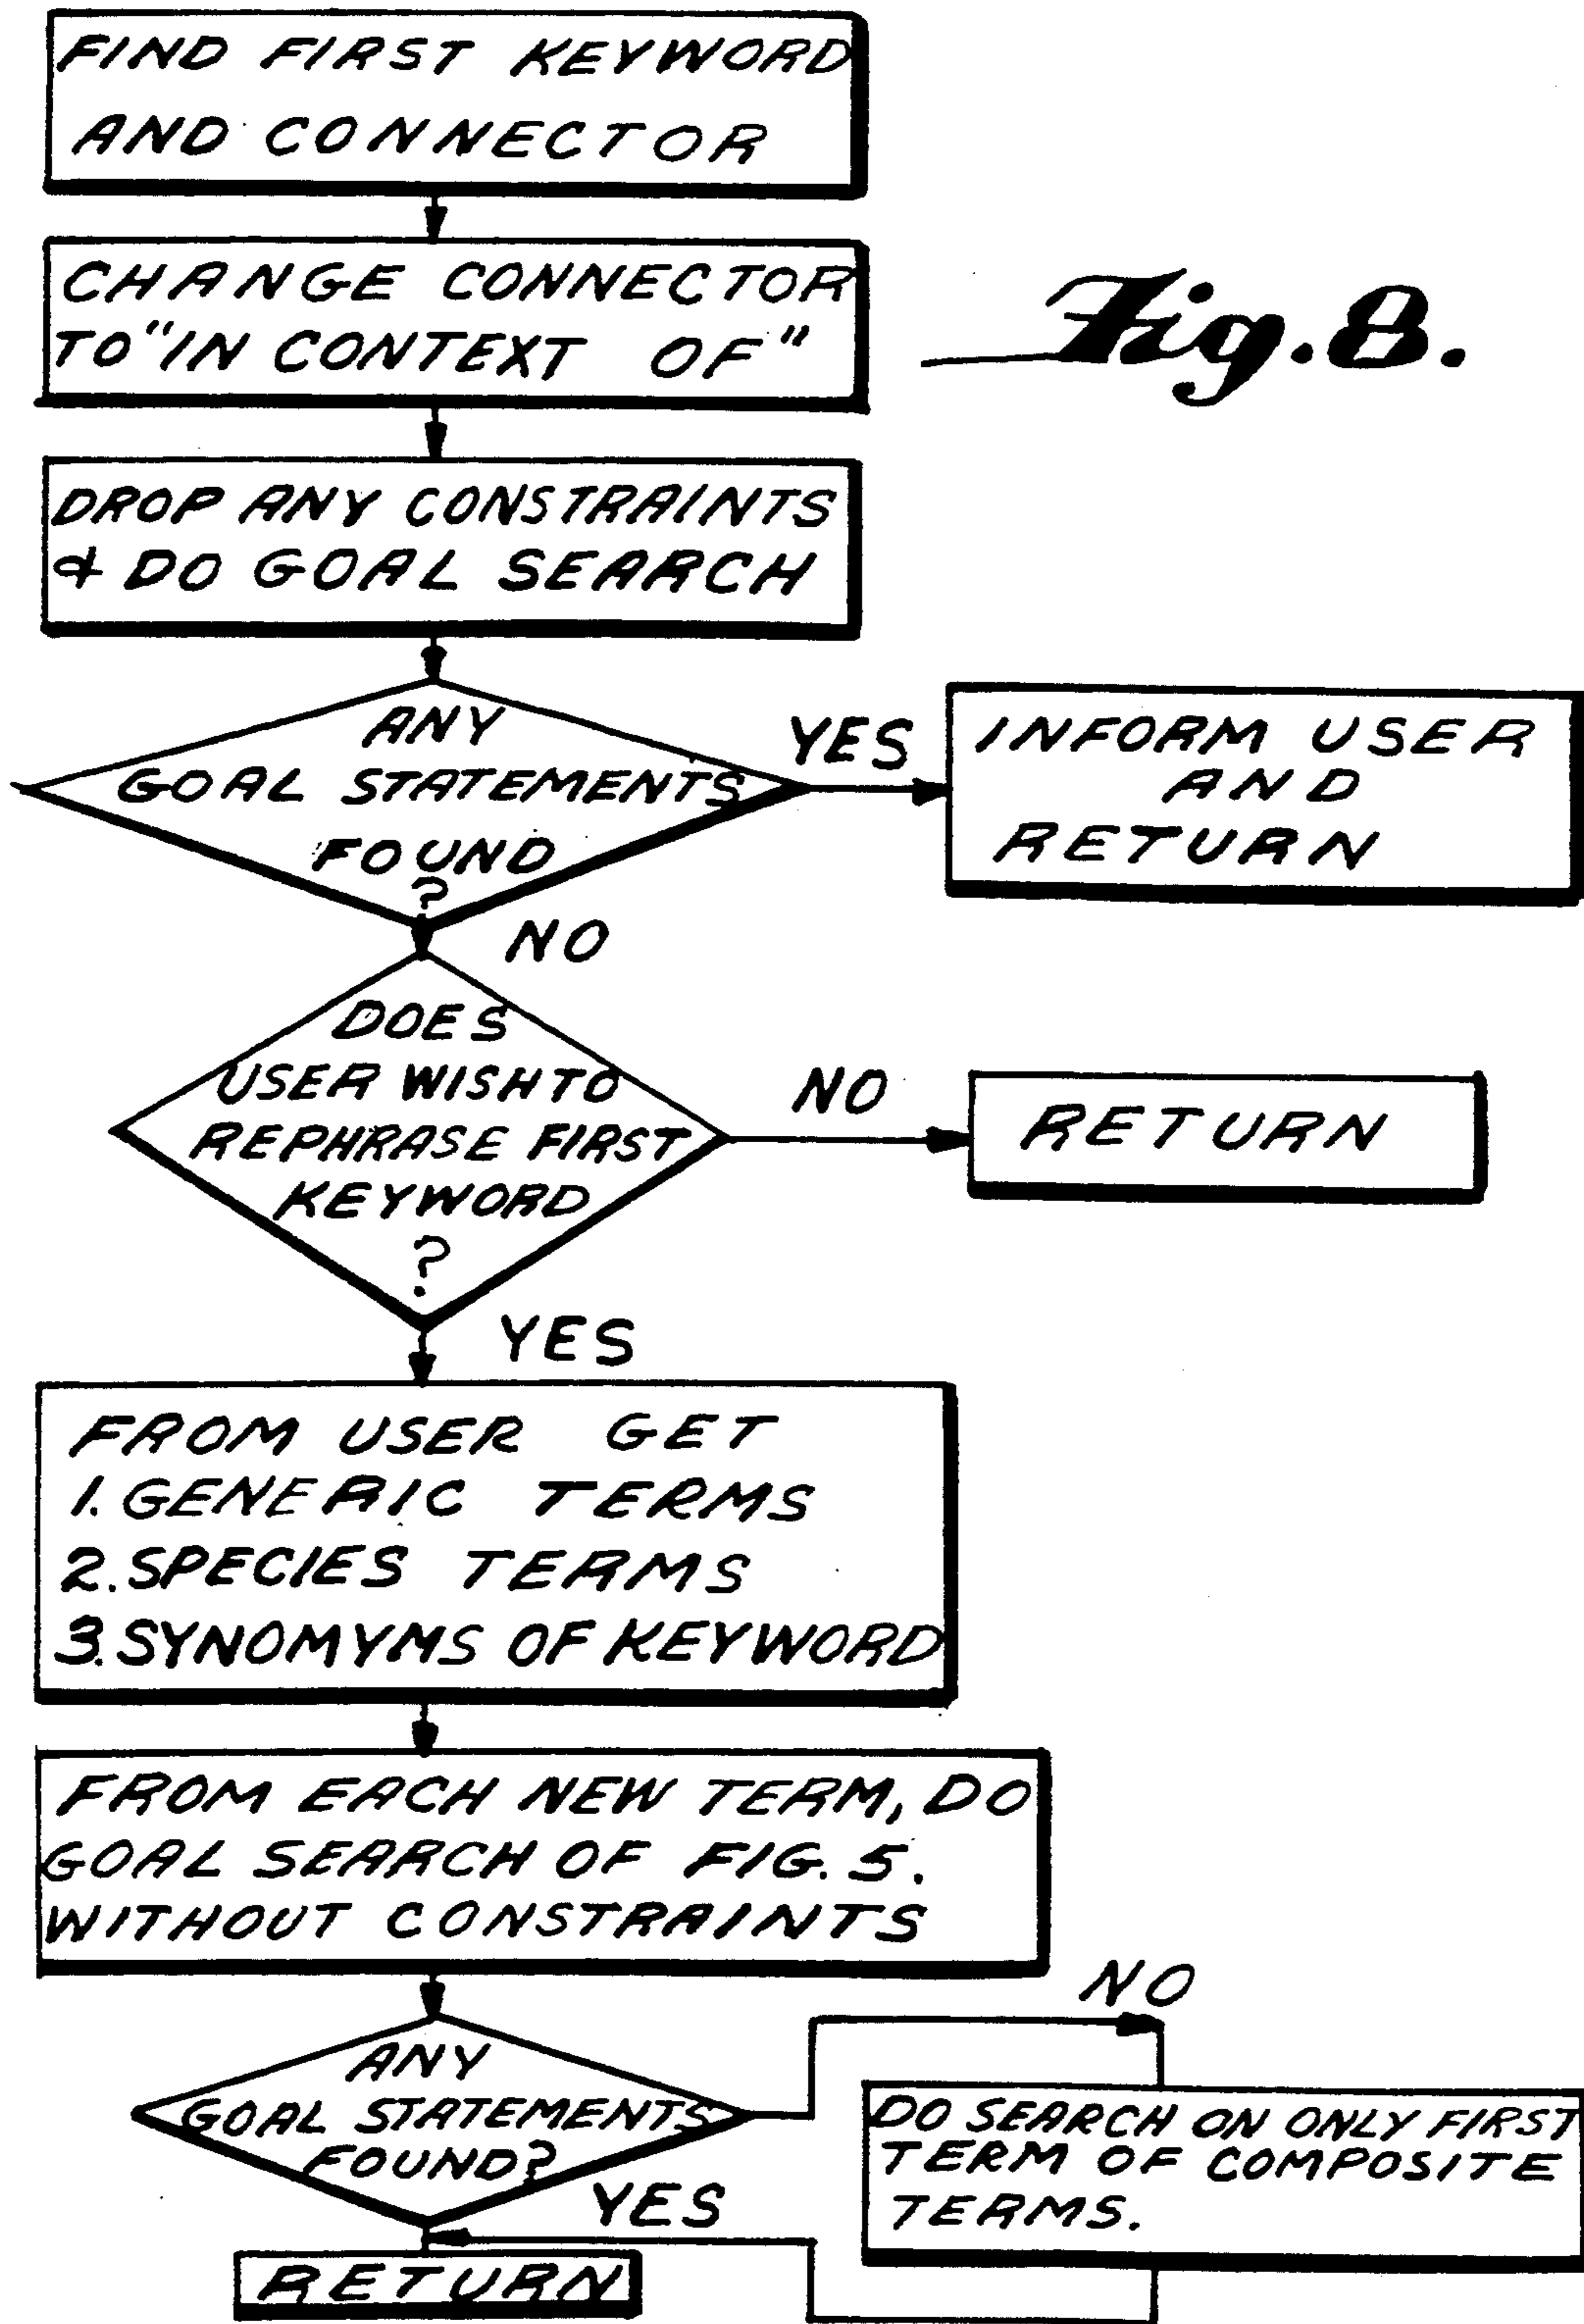 FIND FIRST KEYWORD
AND CONNECTOR
CHANGE CONNECTOR
TO "IN CONTEXT OF"
Fig. 8.
DROP ANY CONSTRAINTS
& DO GOAL SEARCH
ANY
GOAL STATEMENTS
FOUND
?
YES
INFORM USER
AND
RETURN
NO
DOES
USER WISH TO
REPHRASE FIRST
KEYWORD
?
NO
RETURN
YES
FROM USER GET
1. GENERIC TERMS
2. SPECIES TERMS
3. SYNOMYMS OF KEYWORD
FROM EACH NEW TERM, DO
GOAL SEARCH OF FIG. 5.
WITHOUT CONSTRAINTS
ANY
GOAL STATEMENTS
FOUND?
NO
DO SEARCH ON ONLY FIRST
TERM OF COMPOSITE
TERMS.
YES
RETURN